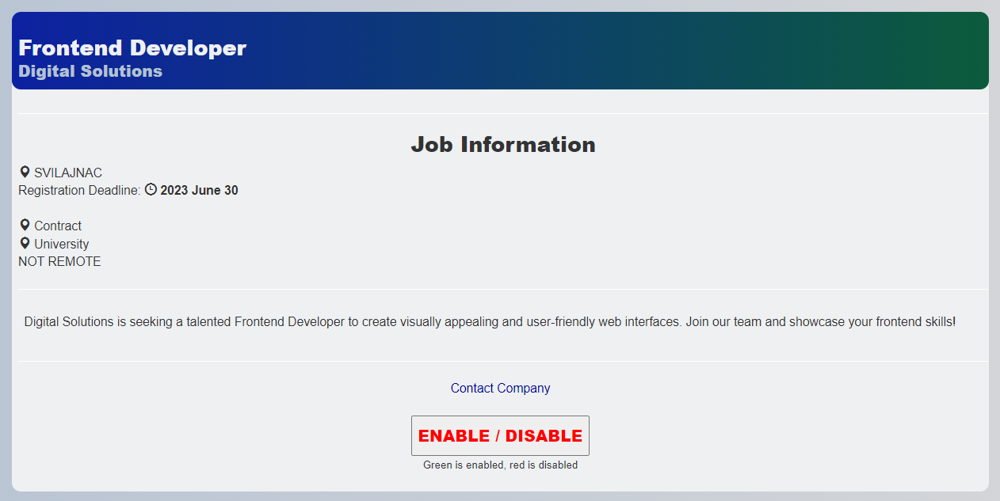 Frontend Developer
Digital Solutions
Job Information
SVILAJNAC
Registration Deadline: 2023 June 30
Contract
University
NOT REMOTE
Digital Solutions is seeking a talented Frontend Developer to create visually appealing and user-friendly web interfaces. Join our team and showcase your frontend skills!
Contact Company
ENABLE / DISABLE
Green is enabled, red is disabled